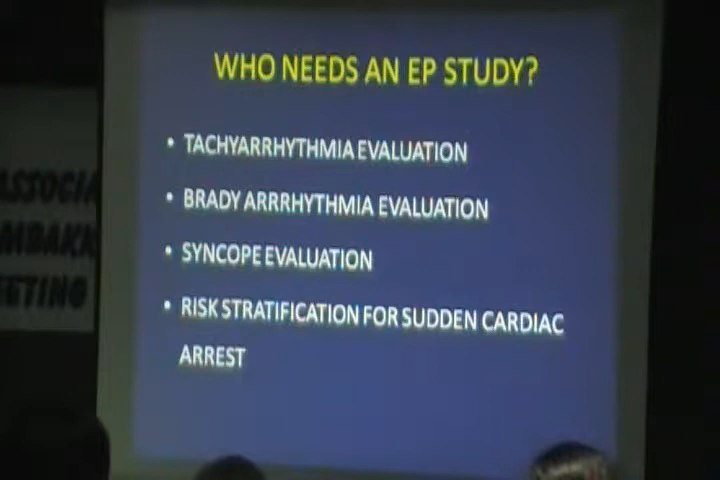 WHO NEEDS AN EP STUDY?
• TACHYARRHYTHMIA EVALUATION
• BRADY ARRRHYTHMIA EVALUATION
• SYNCOPE EVALUATION
• RISK STRATIFICATION FOR SUDDEN CARDIAC
ARREST